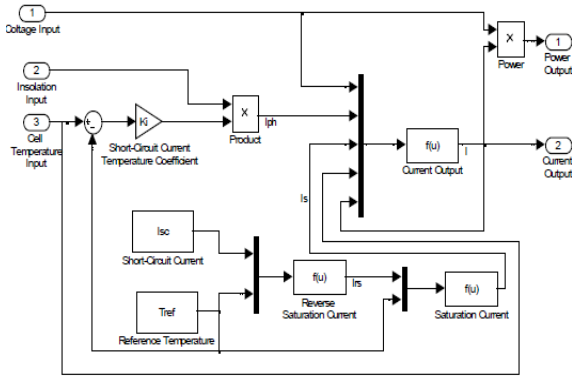 1
Coltage Input
2
Insolation
Input
3
Cell
Temperature
Input
+
-
Ki
Short-Circuit Current
Temperature Coefficient
X
Product
Iph
X
Power
1
Power
Output
f(u)
Current Output
I
2
Current
Output
Is
Isc
Short-Circuit Current
Tref
Reference Temperature
f(u)
Reverse
Saturation Current
Irs
f(u)
Saturation Current